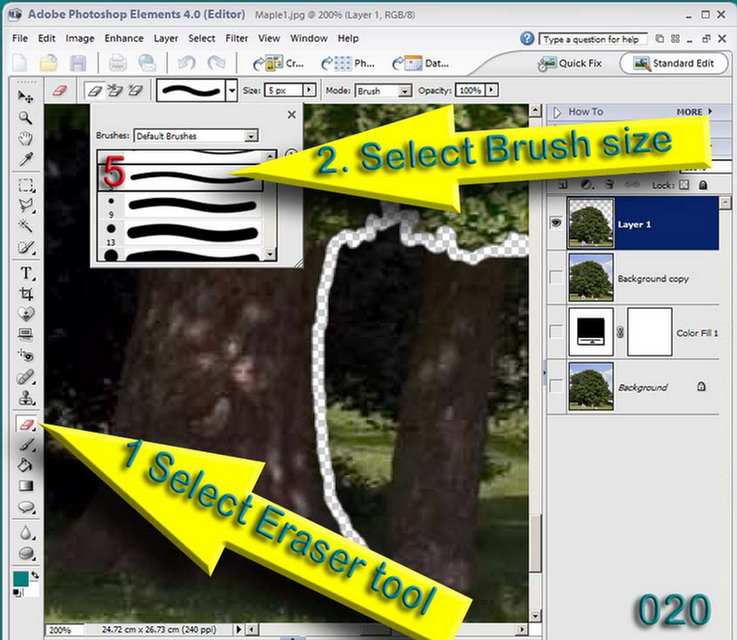 Adobe Photoshop Elements 4.0 (Editor) Maple1.jpg @ 200% (Layer 1, RGB/8)
File Edit Image Enhance Layer Select Filter View Window Help
Type a question for help
Cr... Ph... Dat...
Quick Fix
Standard Edit
Size: 5 px Mode: Brush Opacity: 100%
How To MORE
Brushes: Default Brushes
5
9
13
2. Select Brush size
Lock:
Layer 1
Background copy
Color Fill 1
Background
T
1 Select Eraser tool
020
200% 24.72 cm x 26.73 cm (240 ppi)